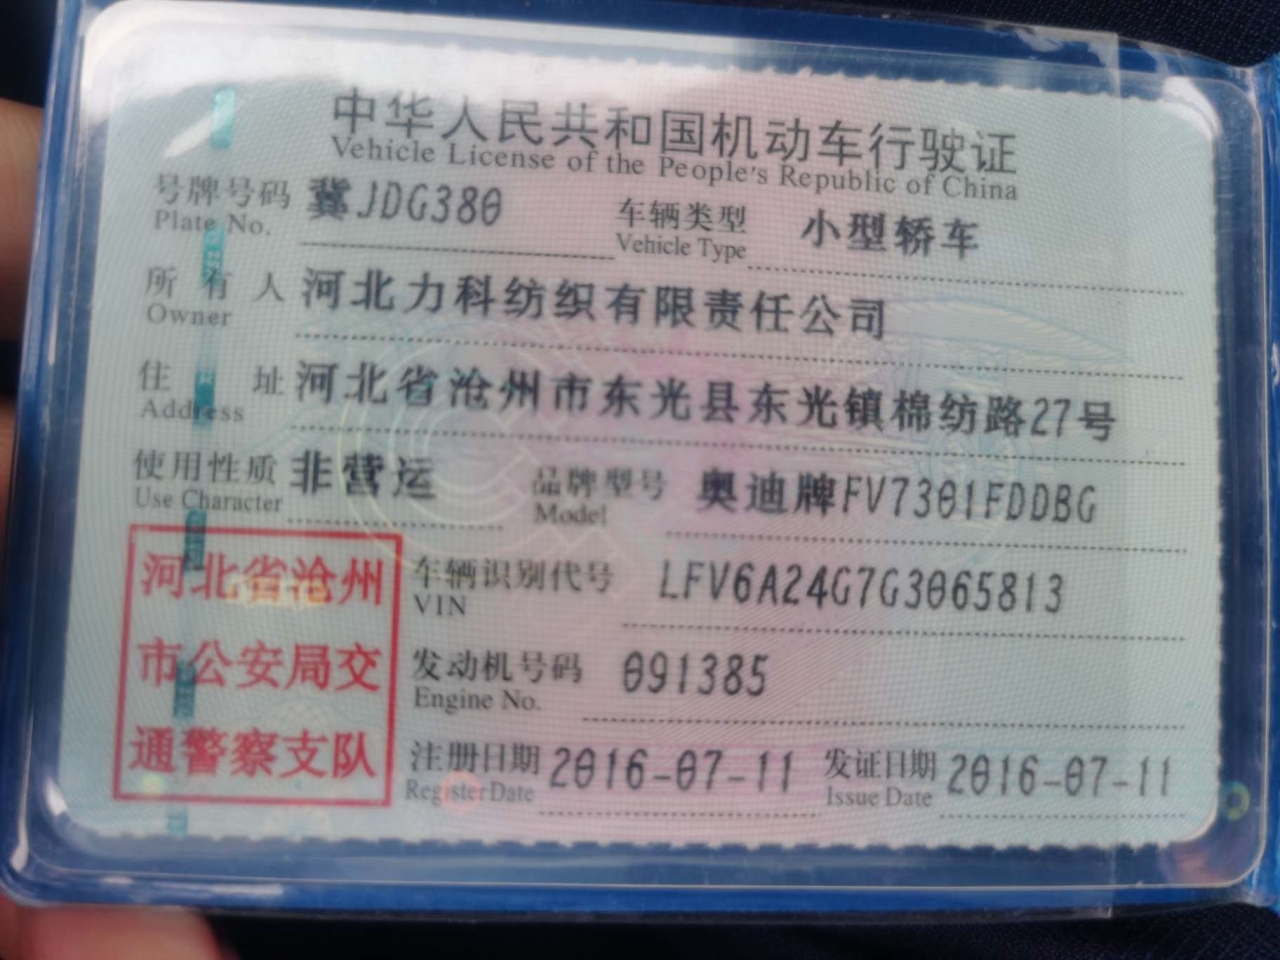 中华人民共和国机动车行驶证
Vehicle License of the People's Republic of China
号牌号码 冀JDG380 车辆类型 小型轿车
Plate No. Vehicle Type
所有人 河北力科纺织有限责任公司
Owner
住址 河北省沧州市东光县东光镇棉纺路27号
Address
使用性质 非营运 品牌型号 奥迪牌FV7301FDDBG
Use Character Model
河北省沧州
市公安局交
通警察支队
车辆识别代号 LFV6A24G7G3065813
VIN
发动机号码 091385
Engine No.
注册日期 2016-07-11 发证日期 2016-07-11
Register Date Issue Date